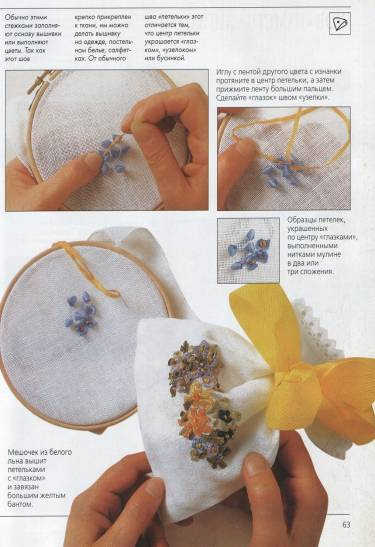 Обычно этими
стежками заполня-
ют основу вышивки
или выполняют
цветы. Так как
этот шов
крепко прикреплен
к ткани, им можно
делать вышивку
на одежде, постель-
ном белье, салфет-
ках. От обычного
шва «петельки» этот
отличается тем,
что центр петельки
украшается «глаз-
ком», «узелоком»
или бусинкой.
Иглу с лентой другого цвета с изнанки
протяните в центр петельки, а затем
прижмите ленту большим пальцем.
Сделайте «глазок» швом «узелки».
Образцы петелек,
украшенных
по центру «глазками»,
выполненными
нитками мулине
в два или
три сложения.
Мешочек из белого
льна вышит
петельками
с «глазком»
и завязан
большим желтым
бантом.
63